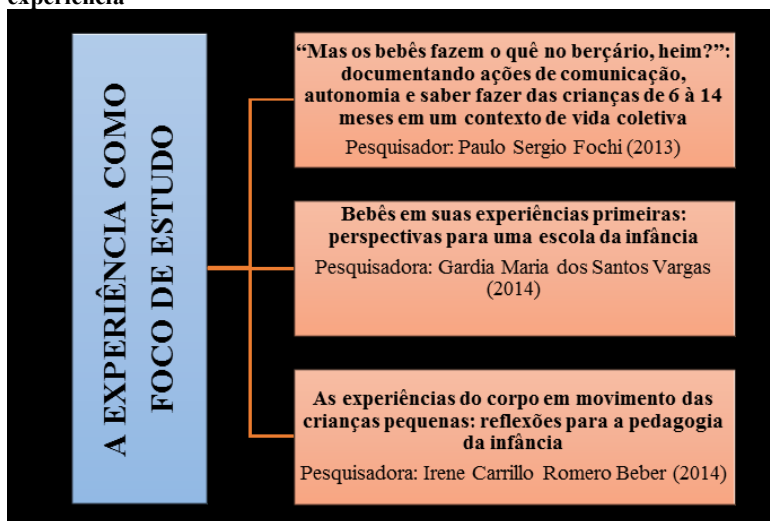 experiência
A EXPERIÊNCIA COMO
FOCO DE ESTUDO
“Mas os bebês fazem o quê no berçário, heim?”:
documentando ações de comunicação,
autonomia e saber fazer das crianças de 6 à 14
meses em um contexto de vida coletiva
Pesquisador: Paulo Sergio Fochi (2013)
Bebês em suas experiências primeiras:
perspectivas para uma escola da infância
Pesquisadora: Gardia Maria dos Santos Vargas
(2014)
As experiências do corpo em movimento das
crianças pequenas: reflexões para a pedagogia
da infância
Pesquisadora: Irene Carrillo Romero Beber (2014)